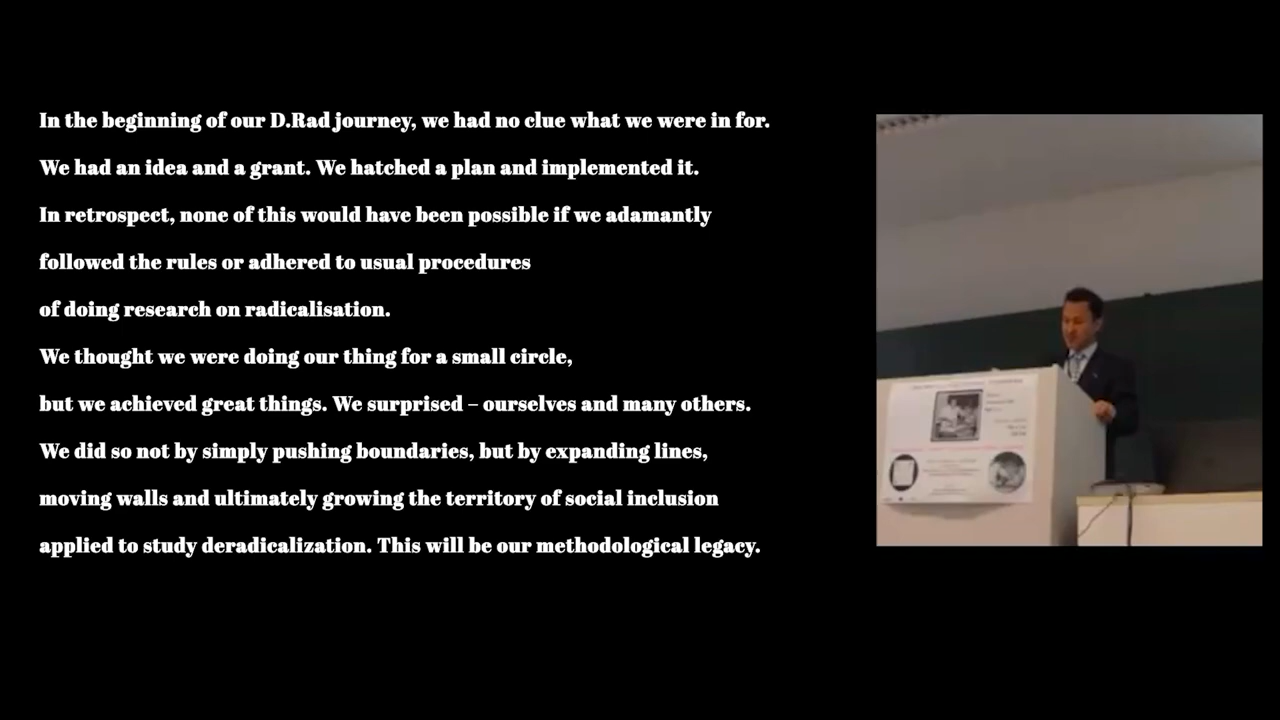 In the beginning of our D.Rad journey, we had no clue what we were in for.
We had an idea and a grant. We hatched a plan and implemented it.
In retrospect, none of this would have been possible if we adamantly
followed the rules or adhered to usual procedures
of doing research on radicalisation.
We thought we were doing our thing for a small circle,
but we achieved great things. We surprised – ourselves and many others.
We did so not by simply pushing boundaries, but by expanding lines,
moving walls and ultimately growing the territory of social inclusion
applied to study deradicalization. This will be our methodological legacy.